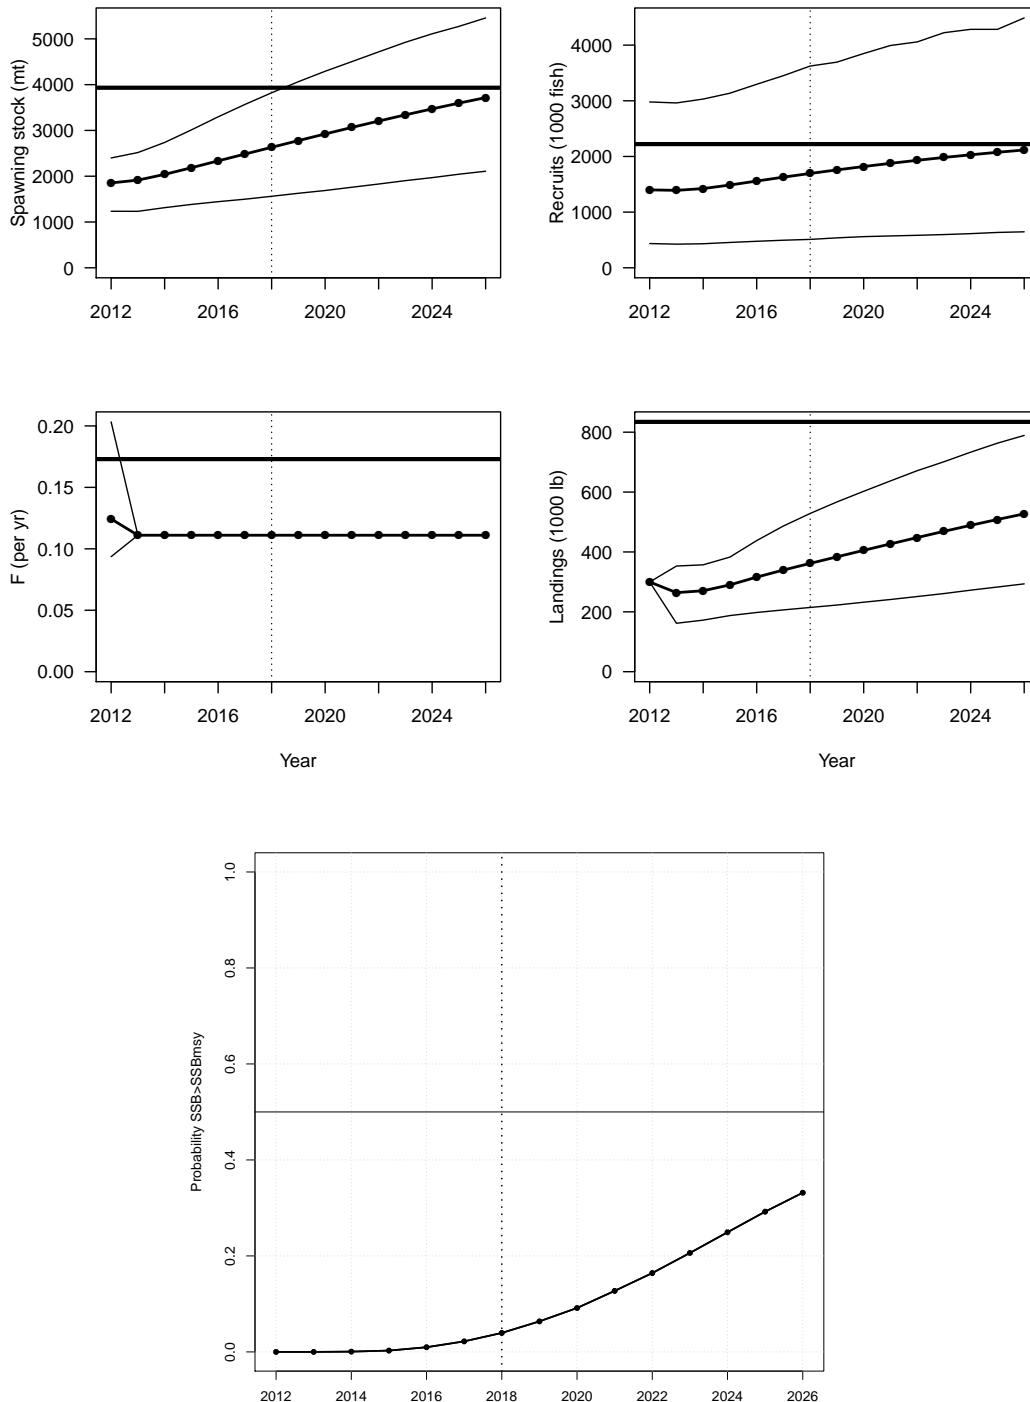 Spawning stock (mt)
5000
4000
3000
2000
1000
0
2012 2016 2020 2024
Recruits (1000 fish)
4000
3000
2000
1000
0
2012 2016 2020 2024
F (per yr)
0.20
0.15
0.10
0.05
0.00
2012 2016 2020 2024
Year
Landings (1000 lb)
800
600
400
200
0
2012 2016 2020 2024
Year
Probability SSB>SSBmsy
1.0
0.8
0.6
0.4
0.2
0.0
2012 2014 2016 2018 2020 2022 2024 2026